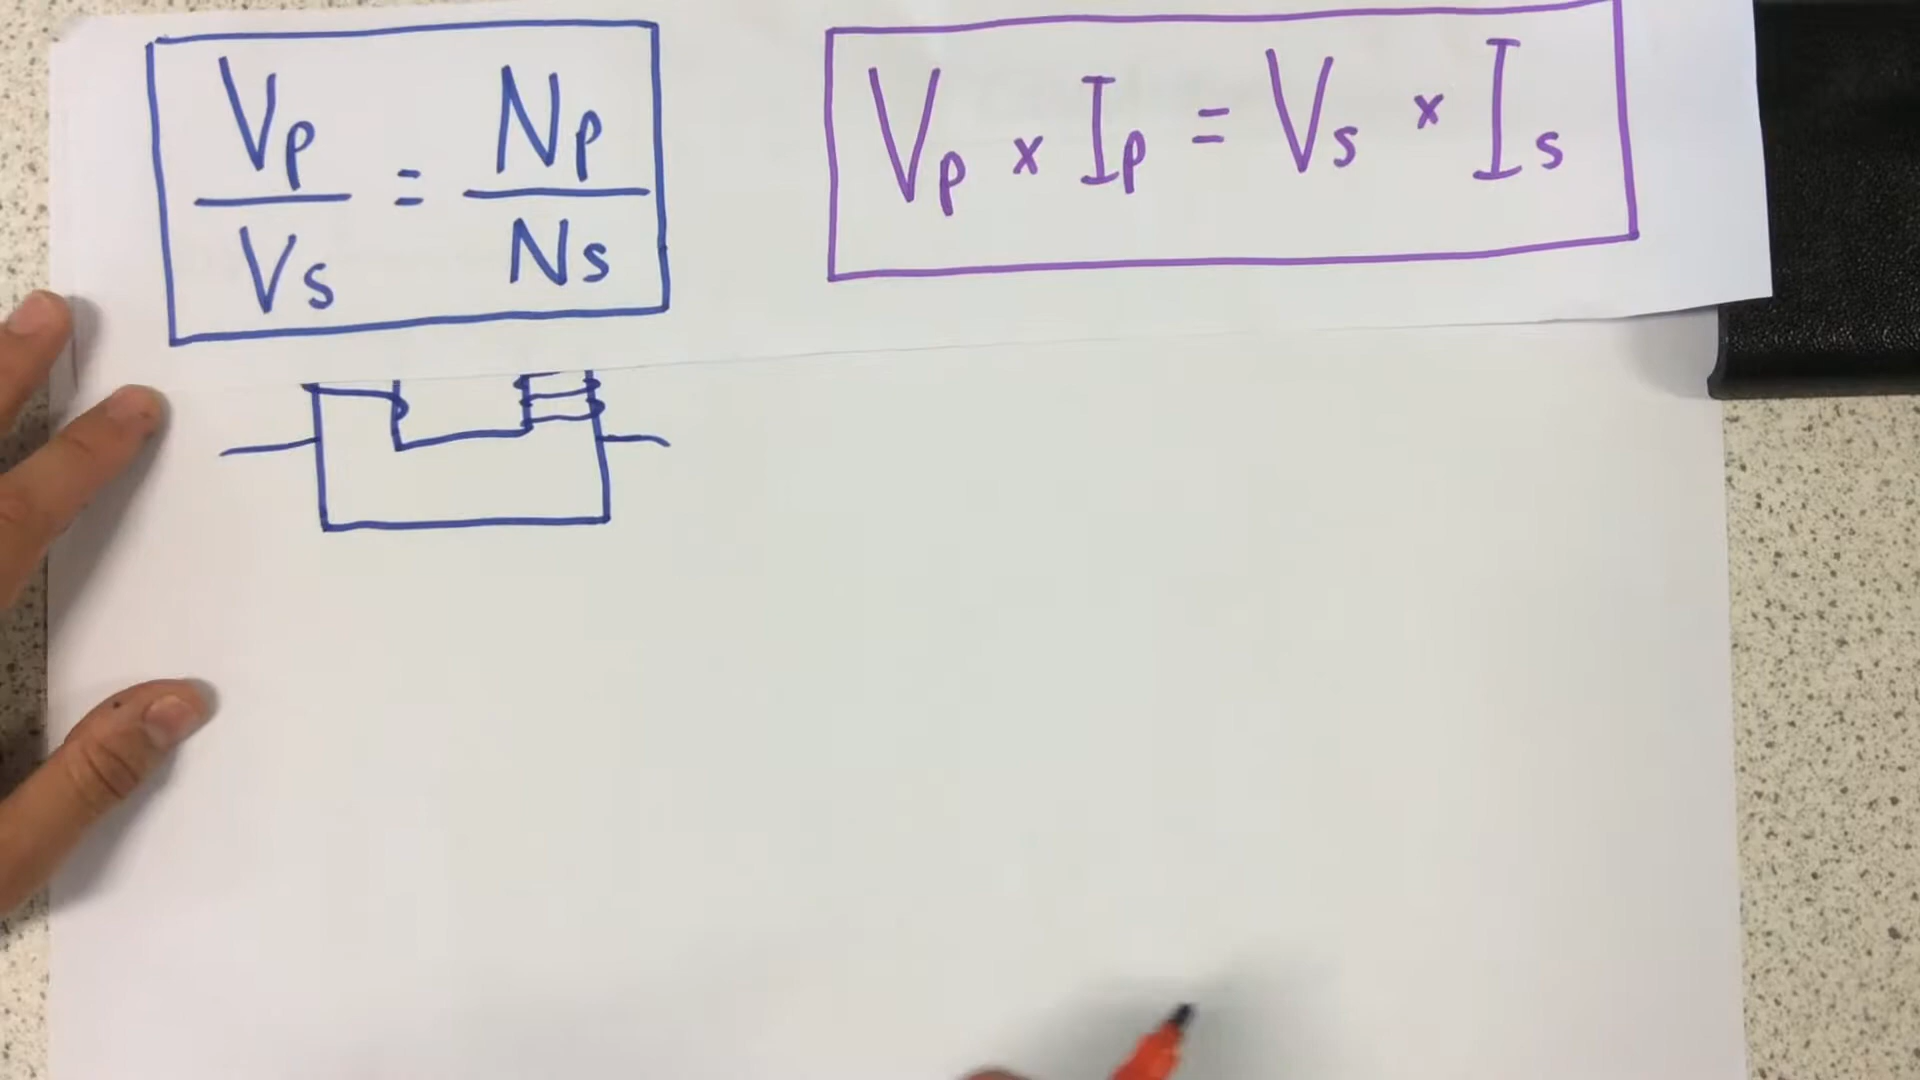 Vp/Vs = Np/Ns
Vp x Ip = Vs x Is